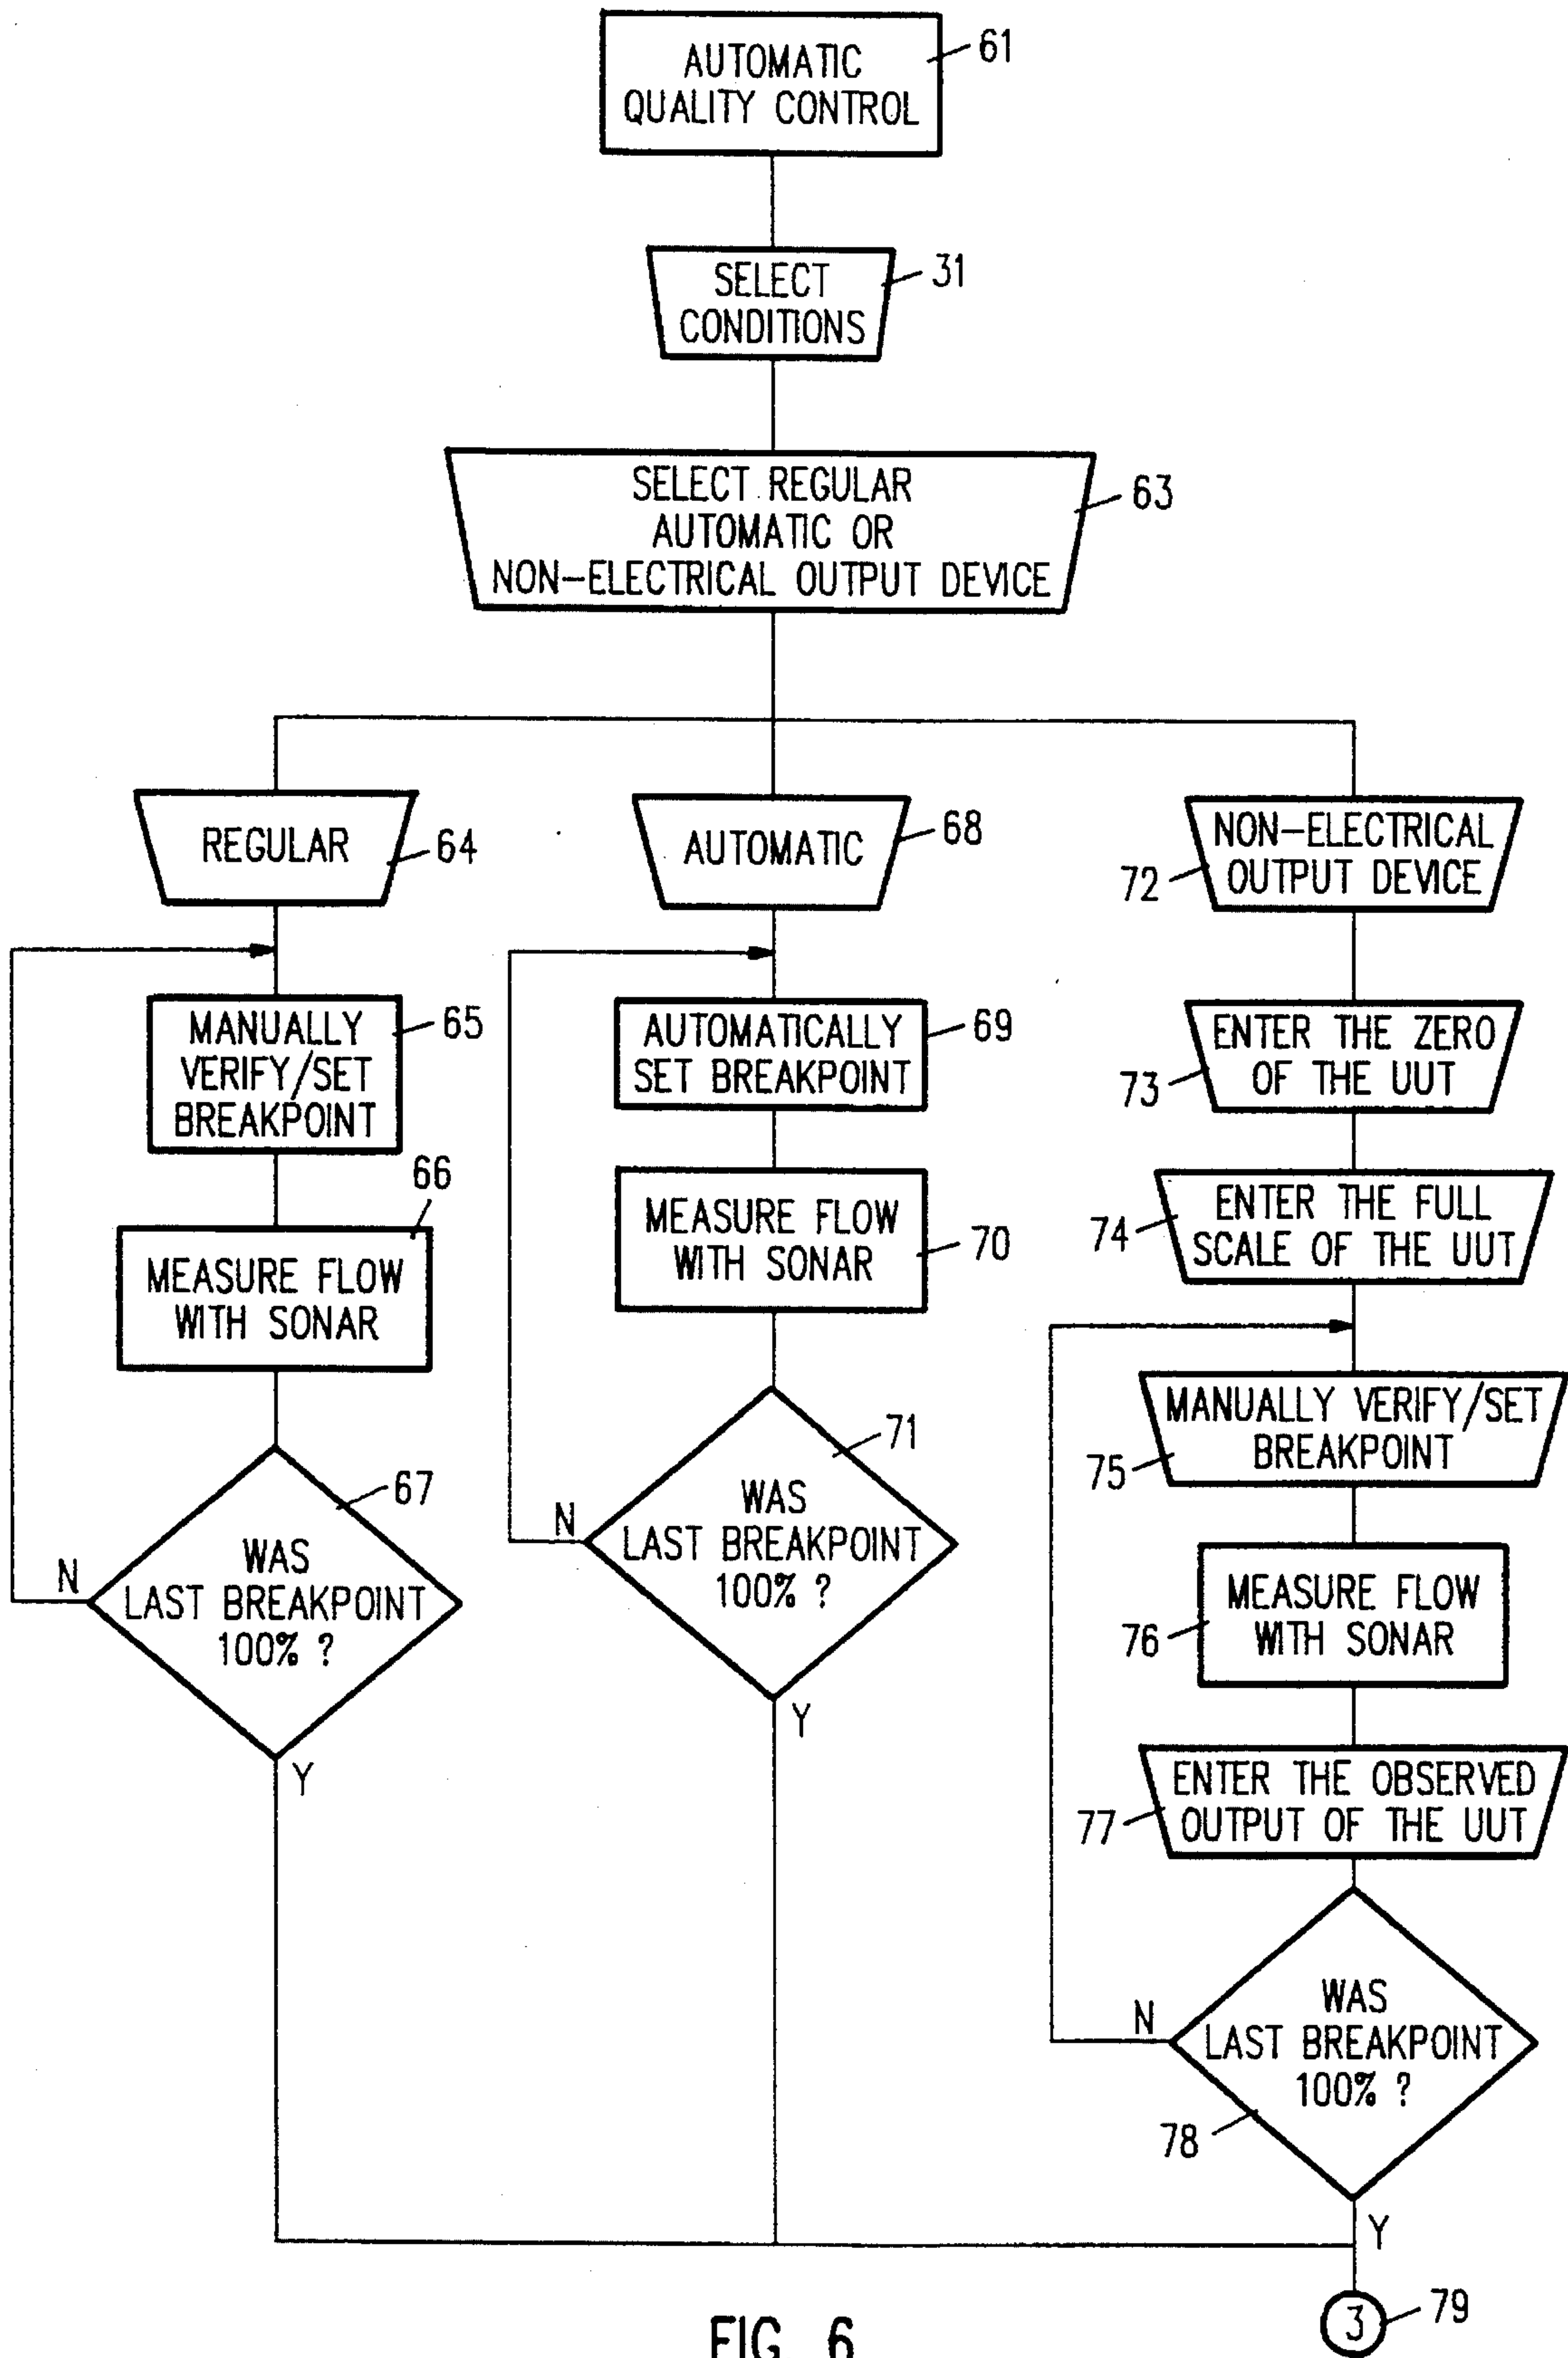 AUTOMATIC
QUALITY CONTROL
61
SELECT
CONDITIONS
31
SELECT REGULAR
AUTOMATIC OR
NON-ELECTRICAL OUTPUT DEVICE
63
REGULAR
64
MANUALLY
VERIFY/SET
BREAKPOINT
65
66
MEASURE FLOW
WITH SONAR
67
WAS
LAST BREAKPOINT
100% ?
N
Y
AUTOMATIC
68
AUTOMATICALLY
SET BREAKPOINT
69
MEASURE FLOW
WITH SONAR
70
71
WAS
LAST BREAKPOINT
100% ?
N
Y
NON-ELECTRICAL
OUTPUT DEVICE
72
ENTER THE ZERO
OF THE UUT
73
ENTER THE FULL
SCALE OF THE UUT
74
MANUALLY VERIFY/SET
BREAKPOINT
75
MEASURE FLOW
WITH SONAR
76
ENTER THE OBSERVED
OUTPUT OF THE UUT
77
WAS
LAST BREAKPOINT
100% ?
N
78
Y
3
79
FIG. 6